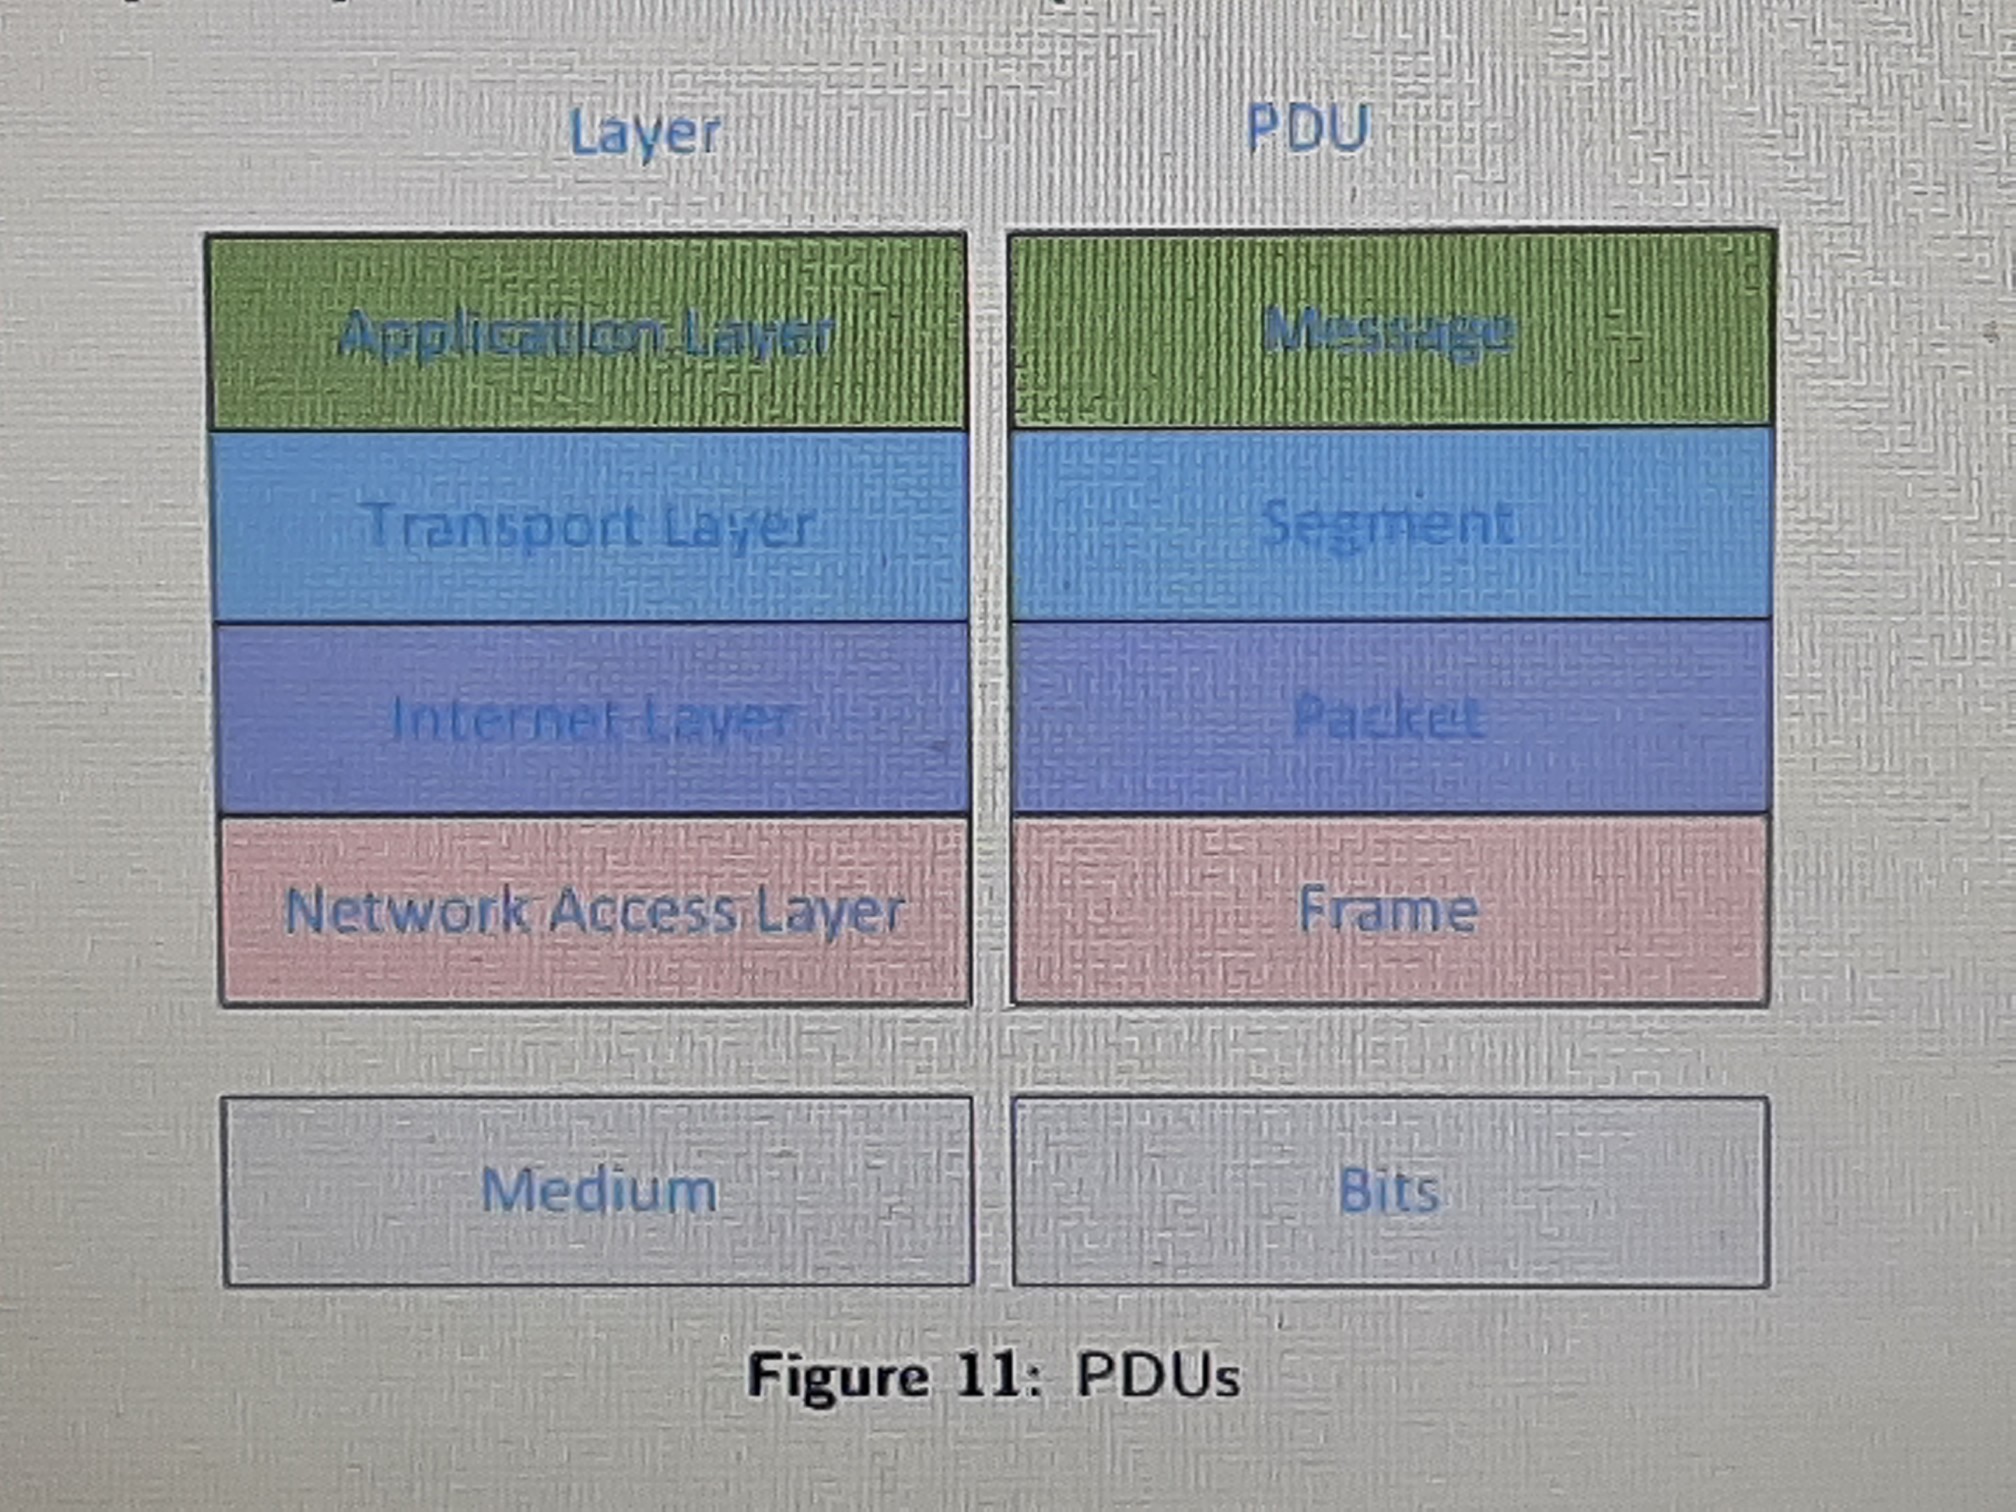 Layer PDU
Application Layer Message
Transport Layer Segment
Internet Layer Packet
Network Access Layer Frame
Medium Bits
Figure 11: PDUs